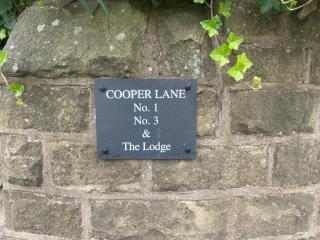 COOPER LANE
No. 1
No. 3
&
The Lodge